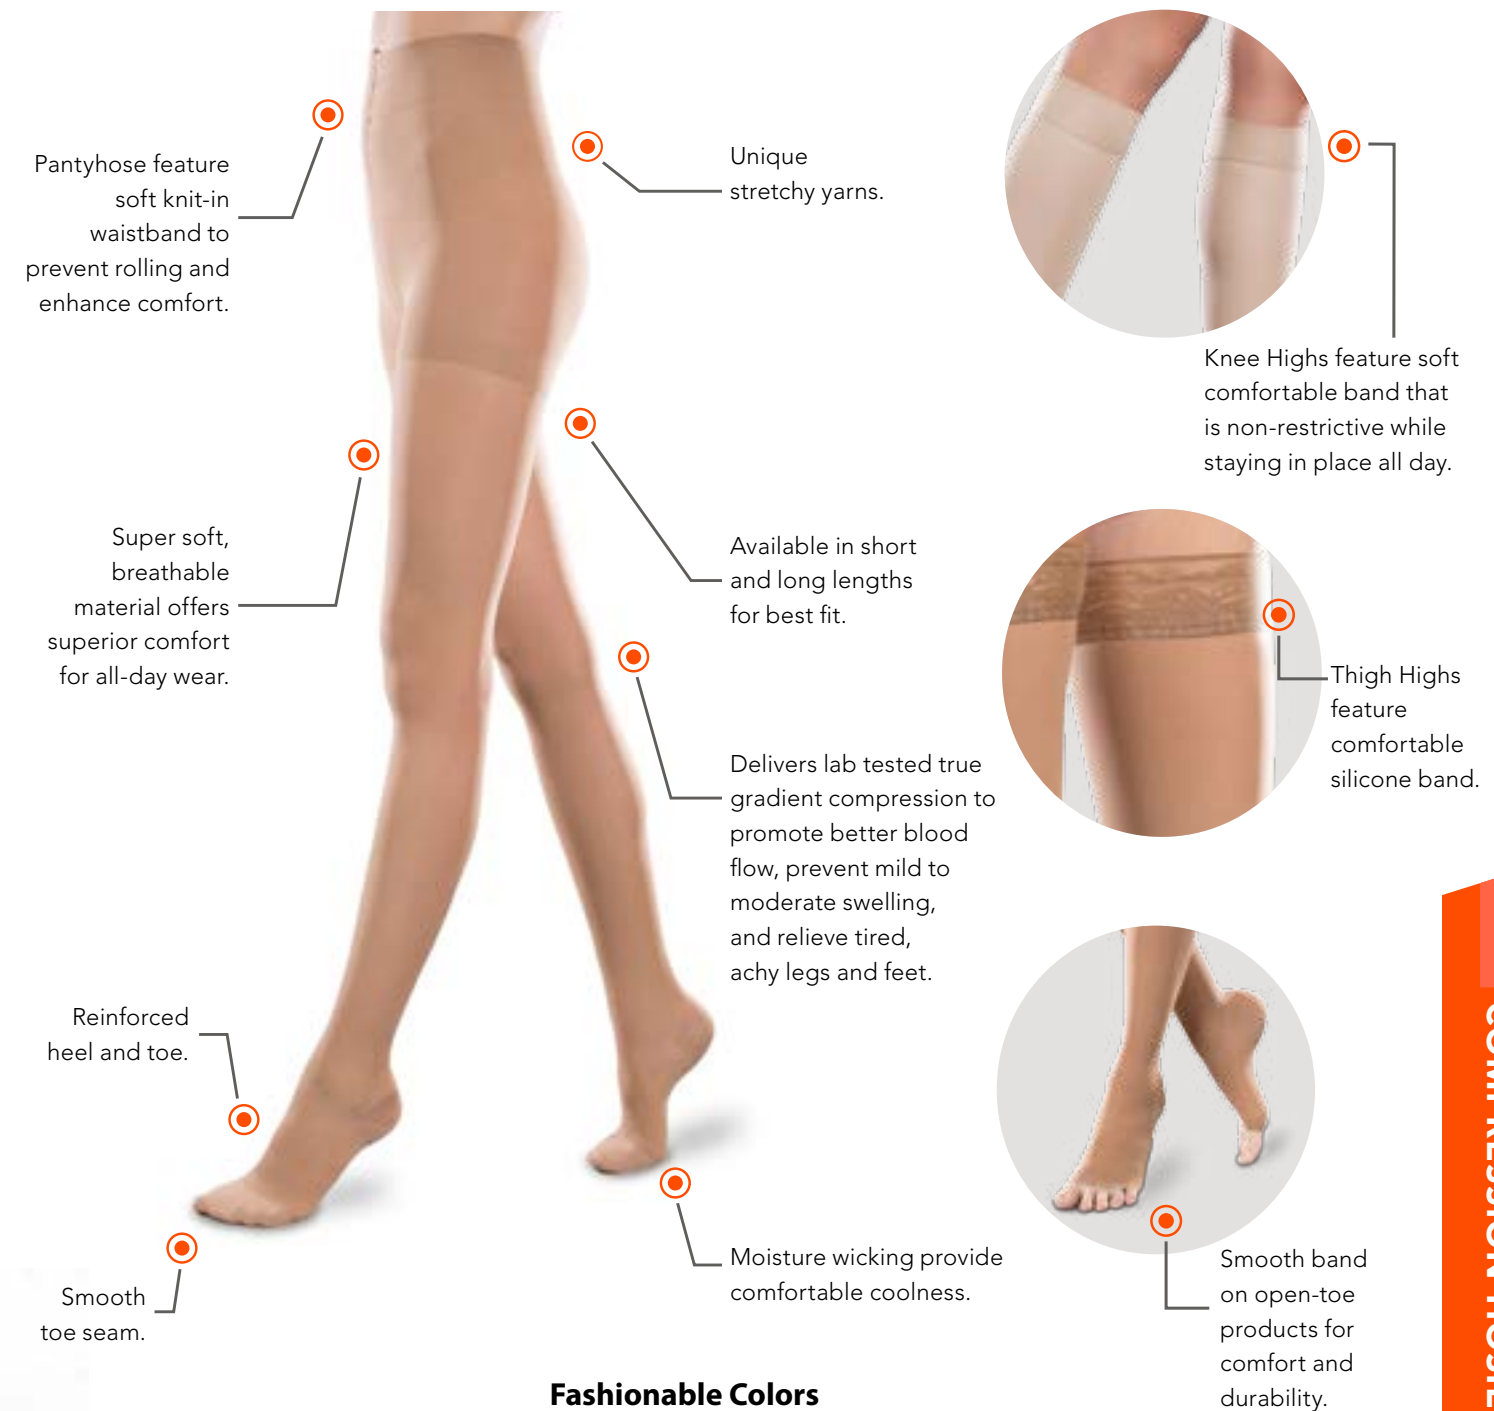 Pantyhose feature
soft knit-in
waistband to
prevent rolling and
enhance comfort.
Unique
stretchy yarns.
Knee Highs feature soft
comfortable band that
is non-restrictive while
staying in place all day.
Super soft,
breathable
material offers
superior comfort
for all-day wear.
Available in short
and long lengths
for best fit.
Thigh Highs
feature
comfortable
silicone band.
Delivers lab tested true
gradient compression to
promote better blood
flow, prevent mild to
moderate swelling,
and relieve tired,
achy legs and feet.
Reinforced
heel and toe.
Smooth
toe seam.
Moisture wicking provide
comfortable coolness.
Smooth band
on open-toe
products for
comfort and
durability.
Fashionable Colors
COMPRESSION HOSIE